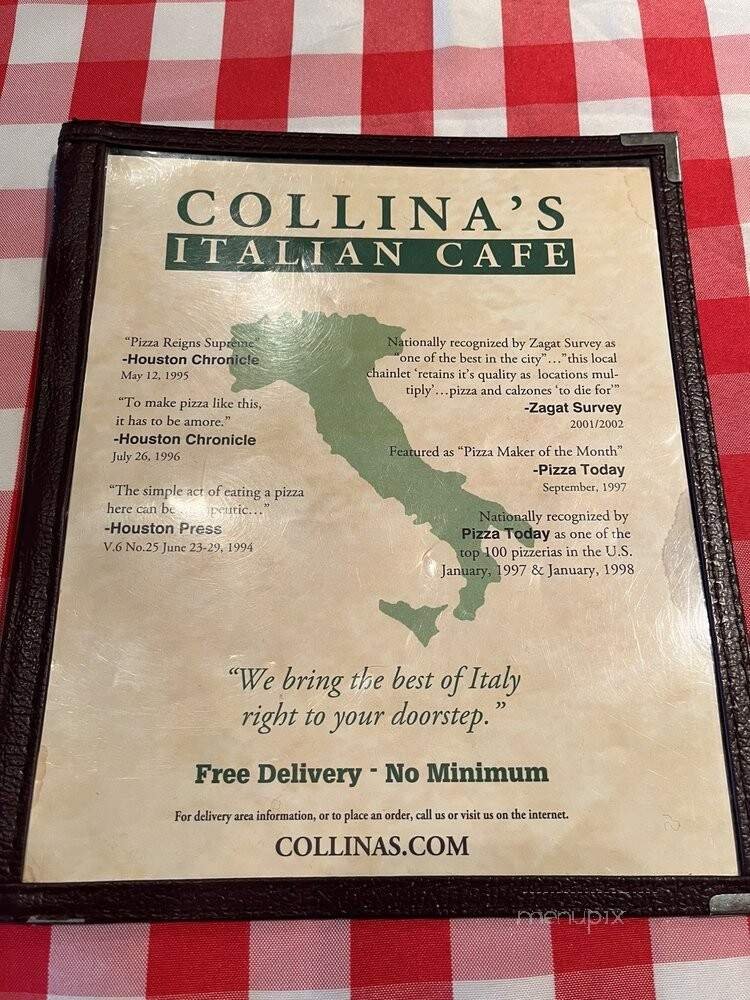 COLLINA'S
ITALIAN CAFE
"Pizza Reigns Supreme"
-Houston Chronicle
May 12, 1995
"To make pizza like this,
it has to be amore."
-Houston Chronicle
July 26, 1996
"The simple act of eating a pizza
here can be
-Houston Press
V.6 No.25 June 23-29, 1994
Nationally recognized by Zagat Survey as
"one of the best in the city"..."this local
chainlet 'retains it's quality as locations mul-
tiply'...pizza and calzones 'to die for'"
-Zagat Survey
2001/2002
Featured as "Pizza Maker of the Month"
-Pizza Today
September, 1997
Nationally recognized by
Pizza Today as one of the
top 100 pizzerias in the U.S.
January, 1997 & January, 1998
"We bring the best of Italy
right to your doorstep."
Free Delivery - No Minimum
For delivery area information, or to place an order, call us or visit us on the internet.
COLLINAS.COM
menupix